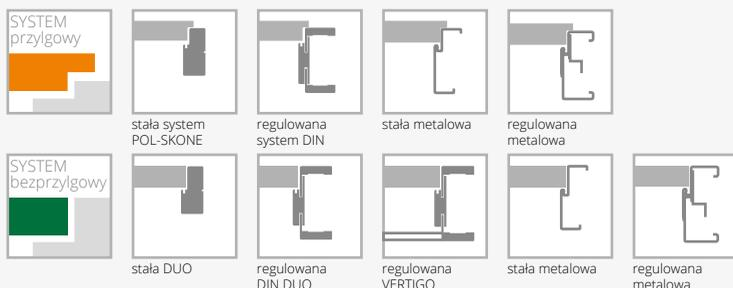 SYSTEM
przylgowy
stała system
POL-SKONE
regulowana
system DIN
stała metalowa
regulowana
metalowa
SYSTEM
bezprzylgowy
stała DUO
regulowana
DIN DUO
regulowana
VERTIGO
stała metalowa
regulowana
metalowa